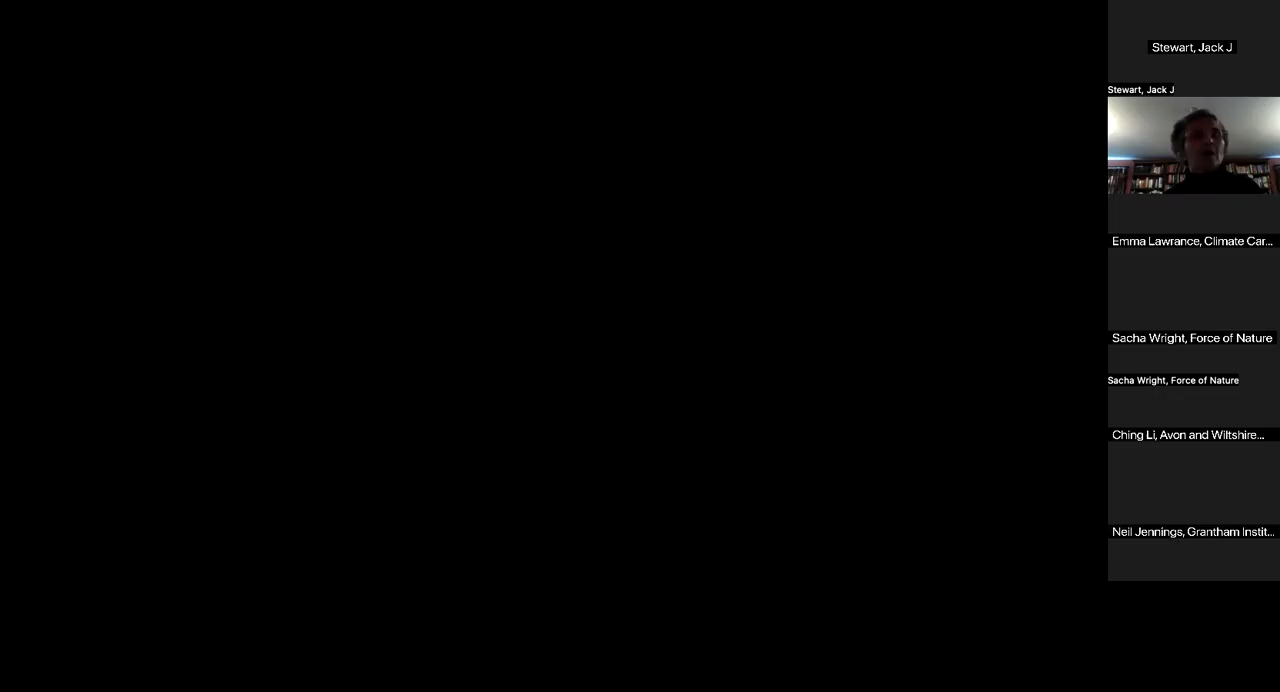 Stewart, Jack J
Stewart, Jack J
Emma Lawrance, Climate Car...
Sacha Wright, Force of Nature
Sacha Wright, Force of Nature
Ching Li, Avon and Wiltshire...
Neil Jennings, Grantham Instit...